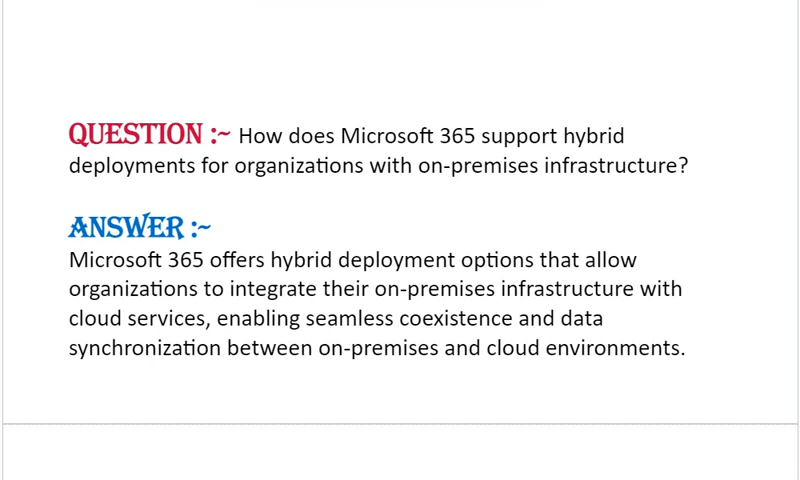 QUESTION :~ How does Microsoft 365 support hybrid
deployments for organizations with on-premises infrastructure?
ANSWER :~
Microsoft 365 offers hybrid deployment options that allow
organizations to integrate their on-premises infrastructure with
cloud services, enabling seamless coexistence and data
synchronization between on-premises and cloud environments.